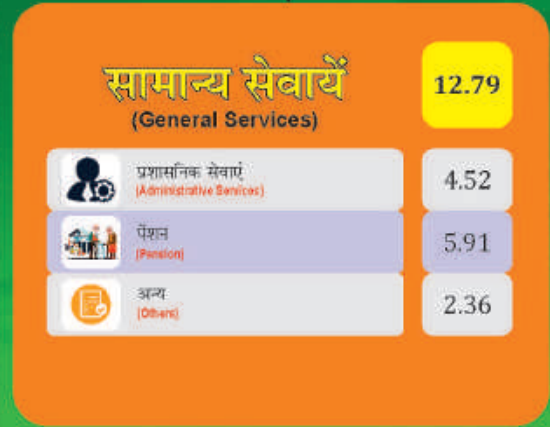 सामान्य सेवायें
12.79
(General Services)
प्रशासनिक सेवाएं
(Administrative Services)
4.52
पेंशन
(Pension)
5.91
अन्य
(Others)
2.36